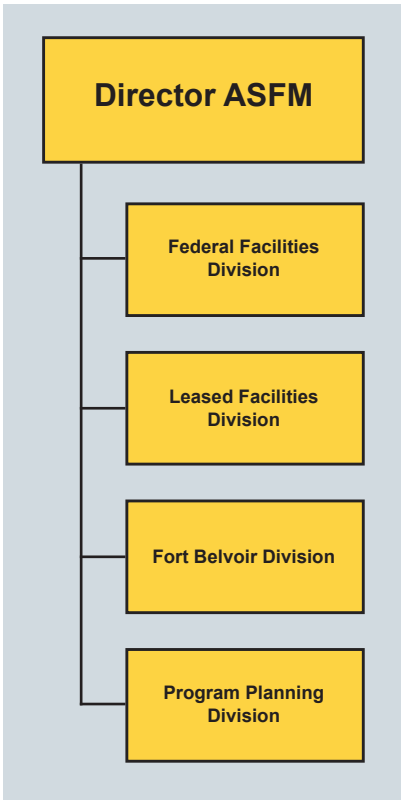 Director ASFM
Federal Facilities
Division
Leased Facilities
Division
Fort Belvoir Division
Program Planning
Division